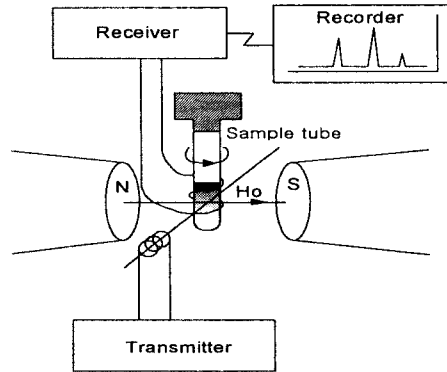 Recorder
Receiver
Sample tube
N
S
Ho
Transmitter